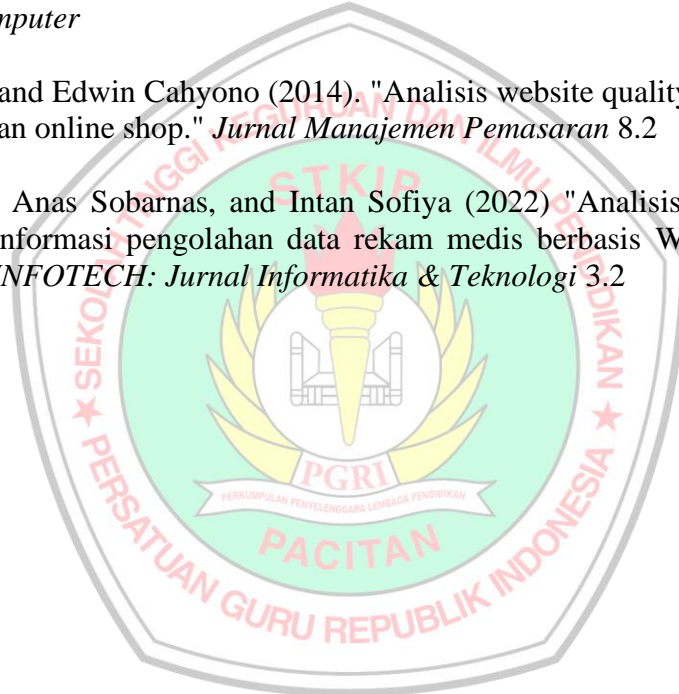 mputer
and Edwin Cahyono (2014). "Analisis website quality
an online shop." Jurnal Manajemen Pemasaran 8.2
Anas Sobarnas, and Intan Sofiya (2022) "Analisis
nformasi pengolahan data rekam medis berbasis W
NFOTECH: Jurnal Informatika & Teknologi 3.2
SEKOLAH TINGGI KEGURUAN DAN ILMU PENDIDIKAN
STKIP
PGRI
PERKUMPULAN PENYELENGGARA LEMBAGA PENDIDIKAN
PACITAN
PERSATUAN GURU REPUBLIK INDONESIA